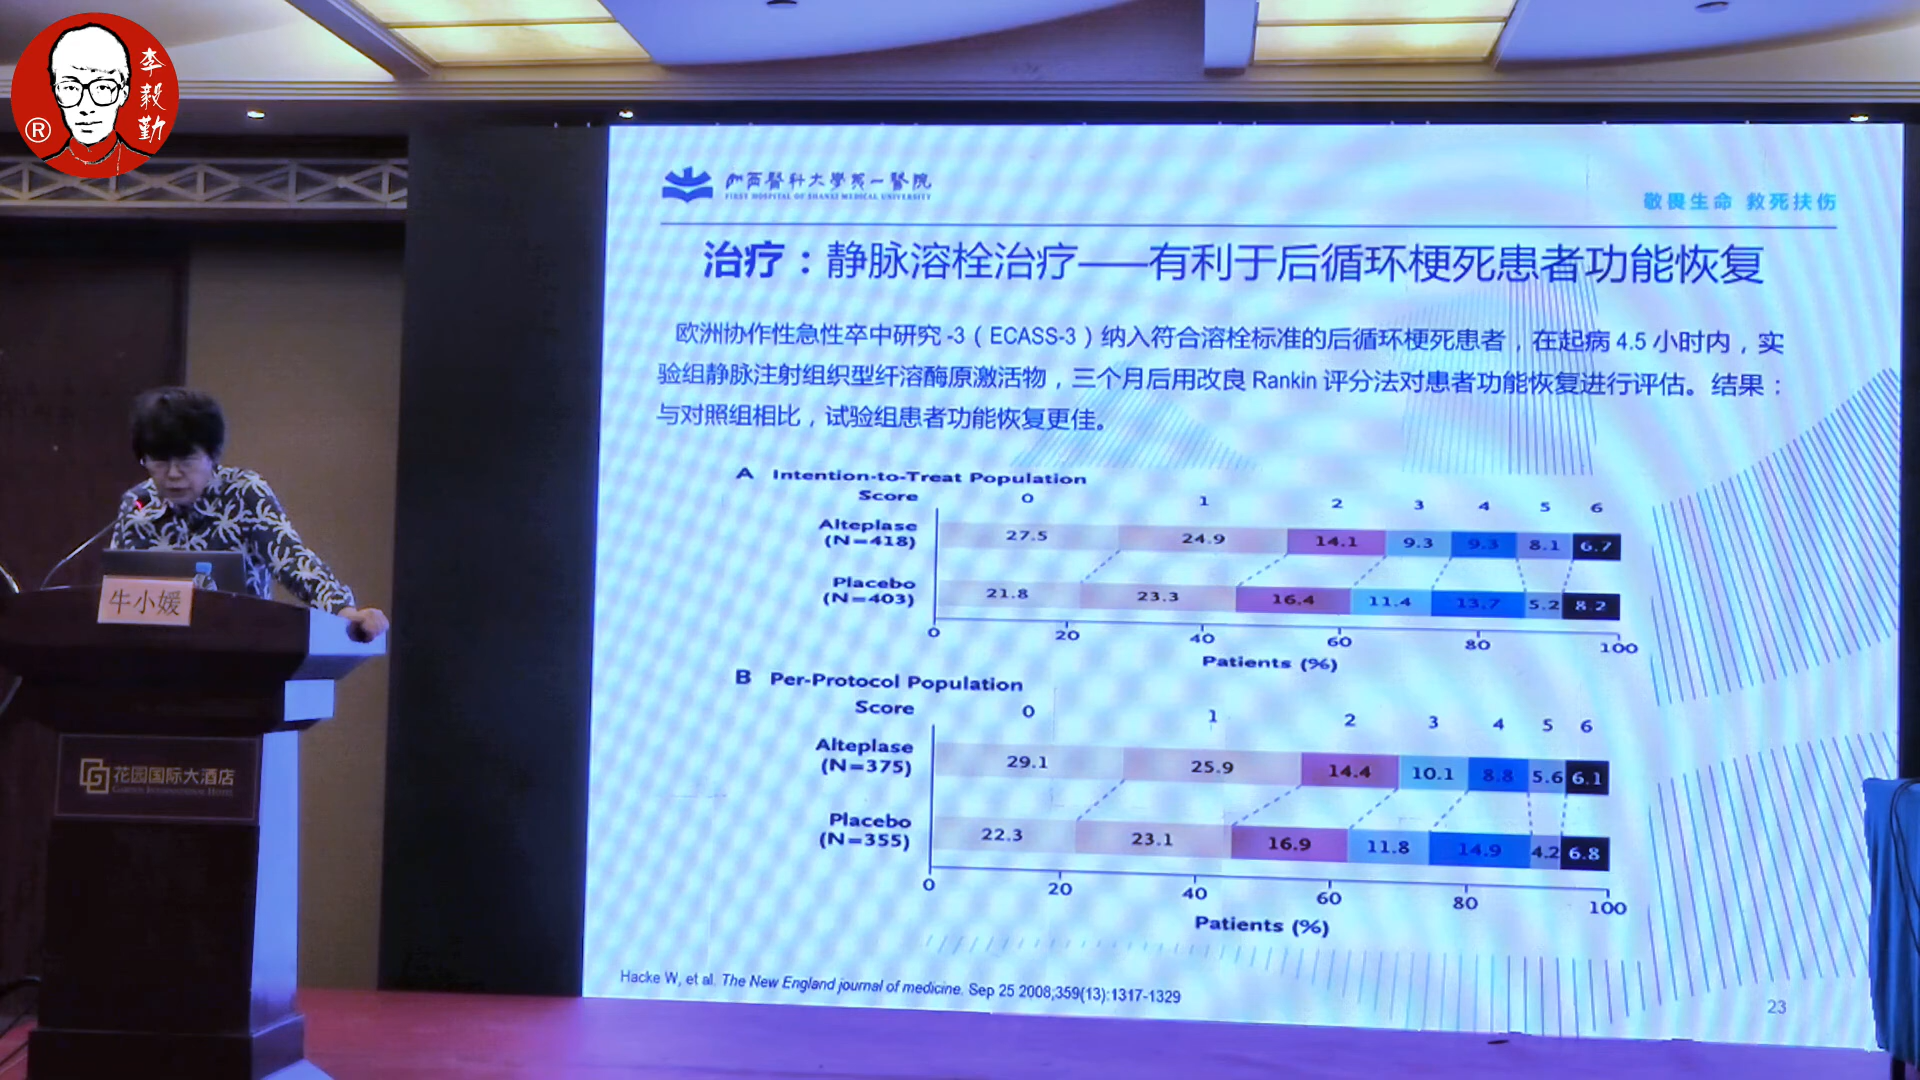 李毅勤
®
山西醫科大學第一醫院
FIRST HOSPITAL OF SHANXI MEDICAL UNIVERSITY
敬畏生命 救死扶伤
治疗：静脉溶栓治疗——有利于后循环梗死患者功能恢复
欧洲协作性急性卒中研究 -3（ ECASS-3 ）纳入符合溶栓标准的后循环梗死患者，在起病 4.5 小时内，实
验组静脉注射组织型纤溶酶原激活物，三个月后用改良 Rankin 评分法对患者功能恢复进行评估。结果：
与对照组相比，试验组患者功能恢复更佳。
A Intention-to-Treat Population
Score 0 1 2 3 4 5 6
Alteplase
(N=418) 27.5 24.9 14.1 9.3 9.3 8.1 6.7
Placebo
(N=403) 21.8 23.3 16.4 11.4 13.7 5.2 8.2
0 20 40 60 80 100
Patients (%)
B Per-Protocol Population
Score 0 1 2 3 4 5 6
Alteplase
(N=375) 29.1 25.9 14.4 10.1 8.8 5.6 6.1
Placebo
(N=355) 22.3 23.1 16.9 11.8 14.9 4.2 6.8
0 20 40 60 80 100
Patients (%)
Hacke W, et al. The New England journal of medicine. Sep 25 2008;359(13):1317-1329
23
牛小媛
花园国际大酒店
GARDEN INTERNATIONAL HOTEL